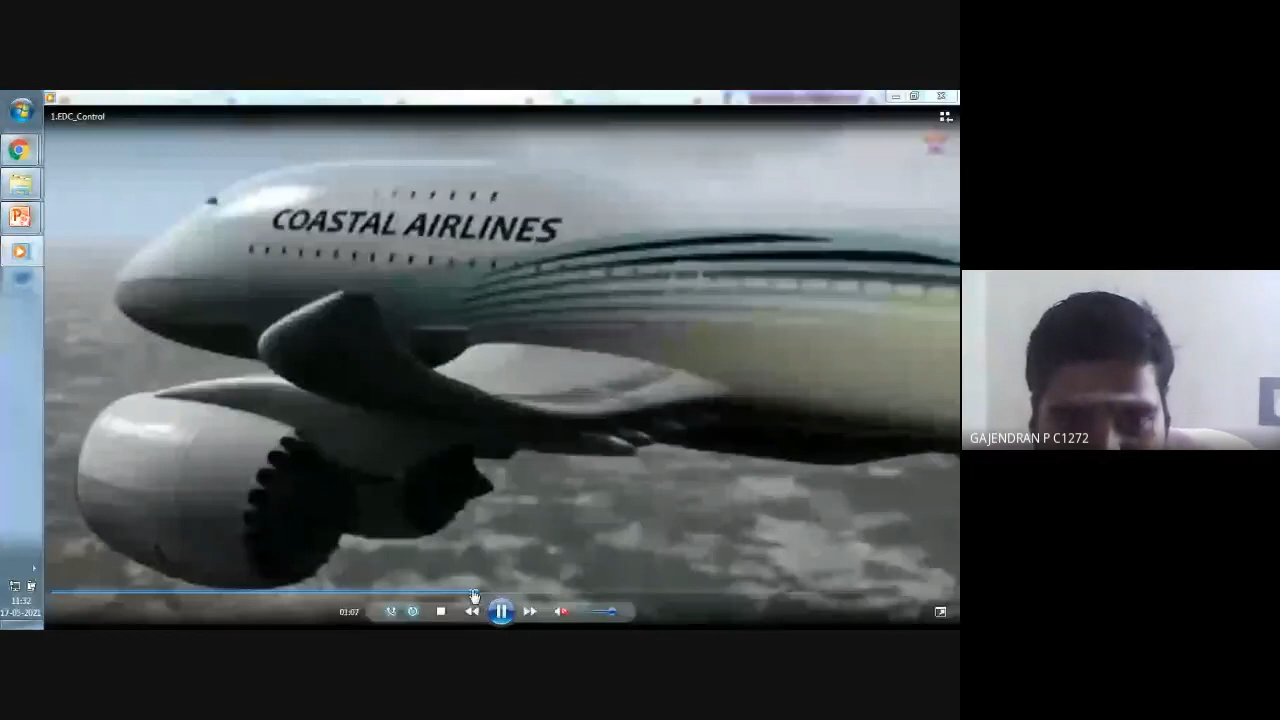 1.EDC_Control
COASTAL AIRLINES
GAJENDRAN P C1272
11:32
17-05-2021
01:07